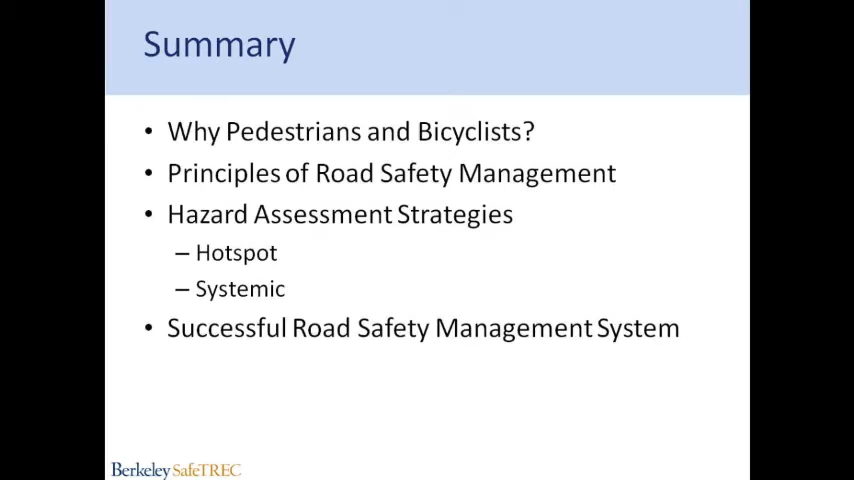 Summary
• Why Pedestrians and Bicyclists?
• Principles of Road Safety Management
• Hazard Assessment Strategies
– Hotspot
– Systemic
• Successful Road Safety Management System
Berkeley SafeTREC